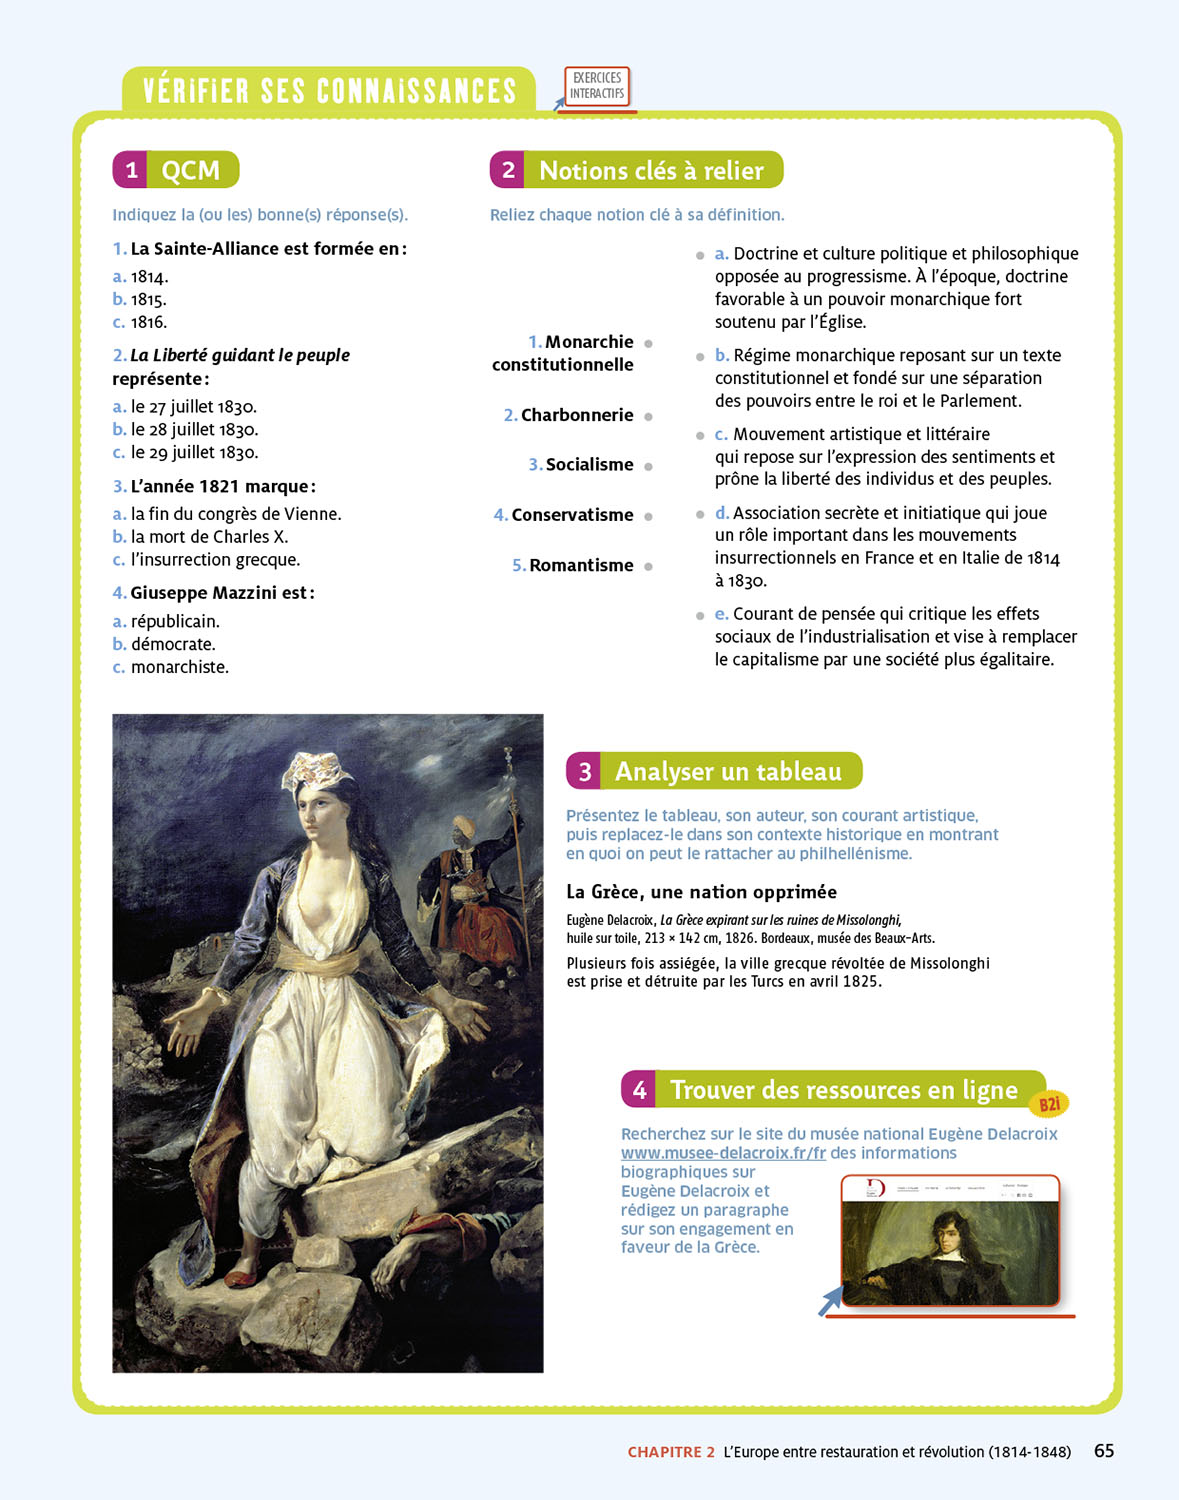 VÉRIFIER SES CONNAISSANCES
EXERCICES
INTERACTIFS
1 QCM
Indiquez la (ou les) bonne(s) réponse(s).
1. La Sainte-Alliance est formée en :
a. 1814.
b. 1815.
c. 1816.
2. La Liberté guidant le peuple
représente :
a. le 27 juillet 1830.
b. le 28 juillet 1830.
c. le 29 juillet 1830.
3. L'année 1821 marque :
a. la fin du congrès de Vienne.
b. la mort de Charles X.
c. l'insurrection grecque.
4. Giuseppe Mazzini est :
a. républicain.
b. démocrate.
c. monarchiste.
2 Notions clés à relier
Reliez chaque notion clé à sa définition.
1. Monarchie
constitutionnelle
2. Charbonnerie
3. Socialisme
4. Conservatisme
5. Romantisme
a. Doctrine et culture politique et philosophique
opposée au progressisme. À l'époque, doctrine
favorable à un pouvoir monarchique fort
soutenu par l'Église.
b. Régime monarchique reposant sur un texte
constitutionnel et fondé sur une séparation
des pouvoirs entre le roi et le Parlement.
c. Mouvement artistique et littéraire
qui repose sur l'expression des sentiments et
prône la liberté des individus et des peuples.
d. Association secrète et initiatique qui joue
un rôle important dans les mouvements
insurrectionnels en France et en Italie de 1814
à 1830.
e. Courant de pensée qui critique les effets
sociaux de l'industrialisation et vise à remplacer
le capitalisme par une société plus égalitaire.
3 Analyser un tableau
Présentez le tableau, son auteur, son courant artistique,
puis replacez-le dans son contexte historique en montrant
en quoi on peut le rattacher au philhellénisme.
La Grèce, une nation opprimée
Eugène Delacroix, La Grèce expirant sur les ruines de Missolonghi,
huile sur toile, 213 × 142 cm, 1826. Bordeaux, musée des Beaux-Arts.
Plusieurs fois assiégée, la ville grecque révoltée de Missolonghi
est prise et détruite par les Turcs en avril 1825.
4 Trouver des ressources en ligne
B2i
Recherchez sur le site du musée national Eugène Delacroix
www.musee-delacroix.fr/fr des informations
biographiques sur
Eugène Delacroix et
rédigez un paragraphe
sur son engagement en
faveur de la Grèce.
CHAPITRE 2 L'Europe entre restauration et révolution (1814-1848) 65